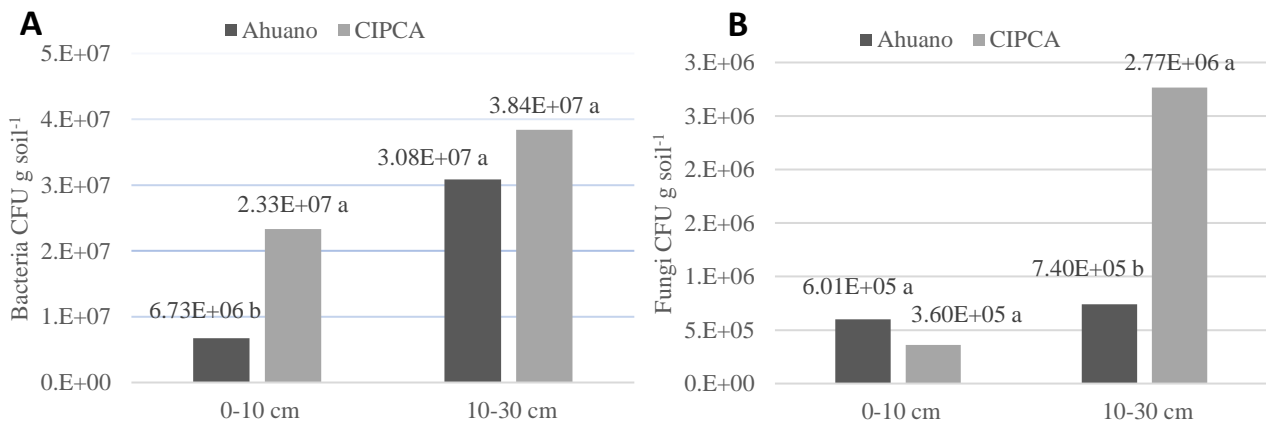 A
Ahuano CIPCA
Bacteria CFU g soil-1
5.E+07
4.E+07
3.E+07
2.E+07
1.E+07
0.E+00
6.73E+06 b
2.33E+07 a
3.08E+07 a
3.84E+07 a
0-10 cm
10-30 cm
B
Ahuano CIPCA
Fungi CFU g soil-1
3.E+06
3.E+06
2.E+06
2.E+06
1.E+06
5.E+05
0.E+00
6.01E+05 a
3.60E+05 a
7.40E+05 b
2.77E+06 a
0-10 cm
10-30 cm